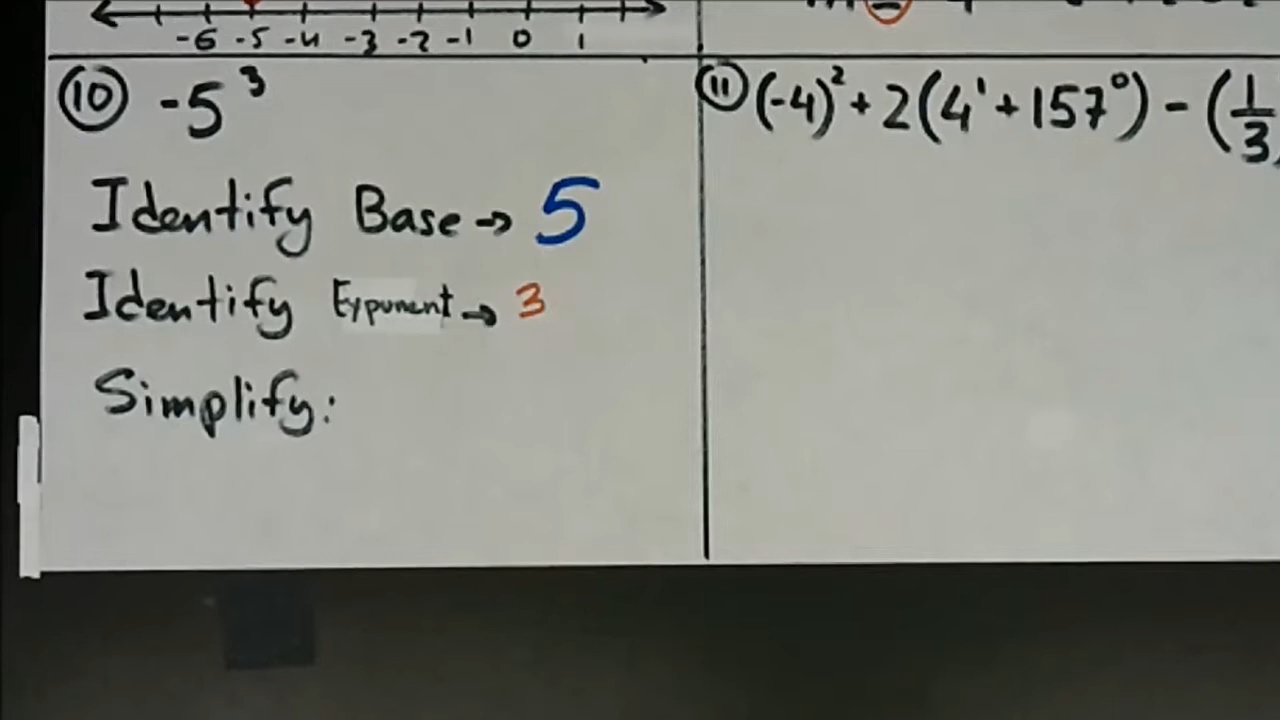 -6 -5 -4 -3 -2 -1 0 1
10 -5³
Identify Base → 5
Identify Exponent → 3
Simplify:
11 (-4)² + 2(4¹ + 157⁰) - (1/3